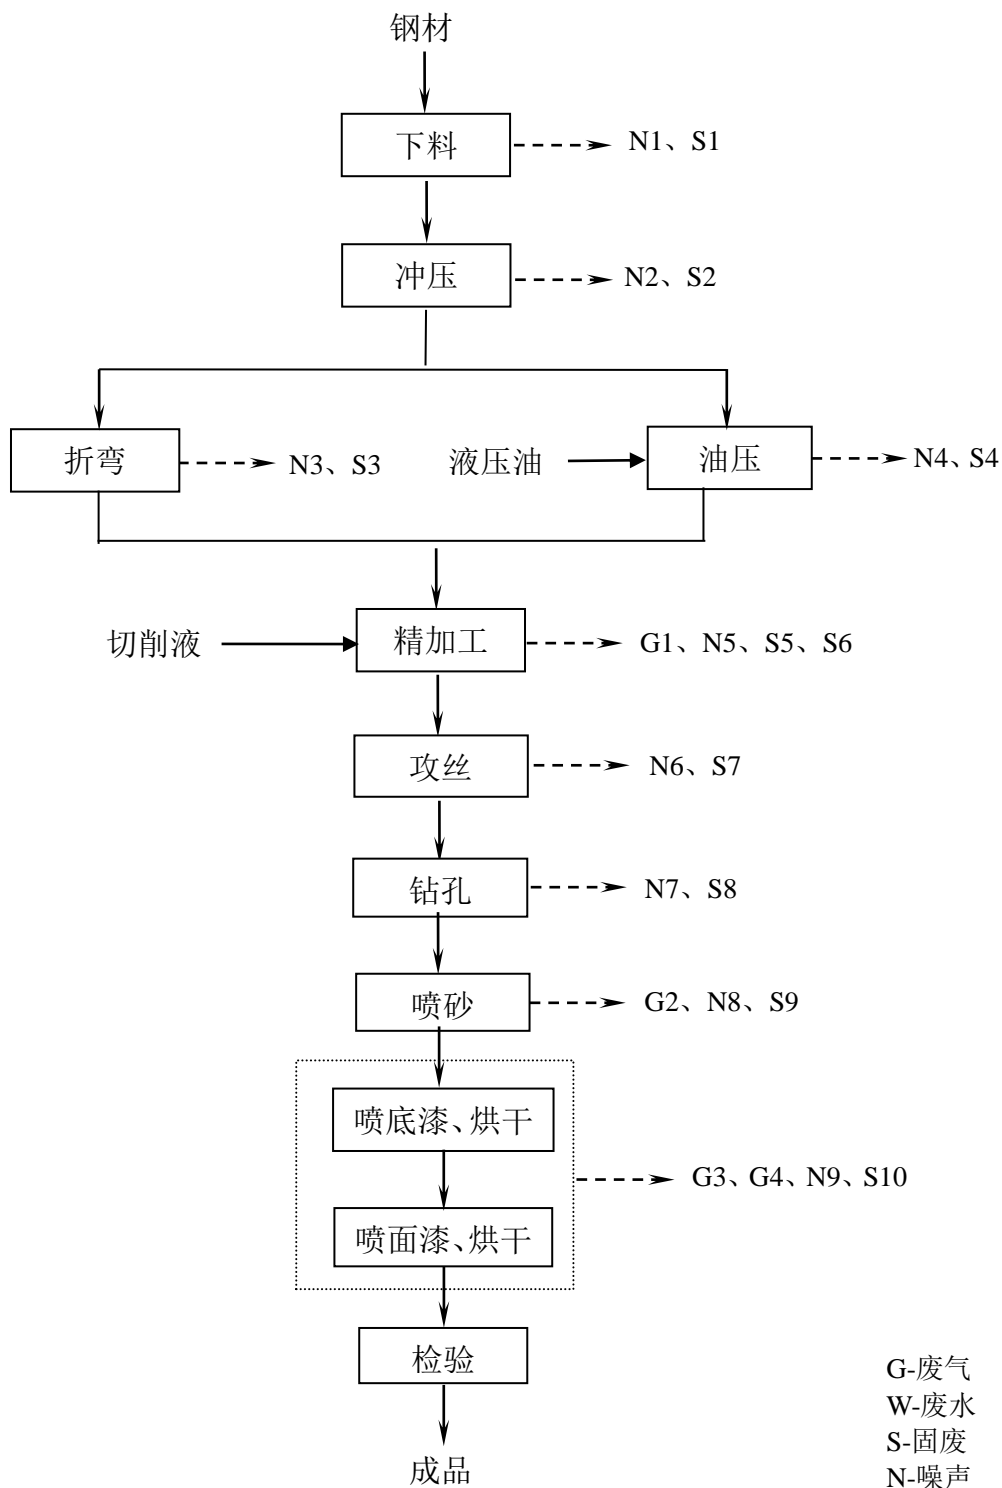 钢材
下料
N1、S1
冲压
N2、S2
折弯
N3、S3
液压油
油压
N4、S4
切削液
精加工
G1、N5、S5、S6
攻丝
N6、S7
钻孔
N7、S8
喷砂
G2、N8、S9
喷底漆、烘干
G3、G4、N9、S10
喷面漆、烘干
检验
成品
G-废气
W-废水
S-固废
N-噪声